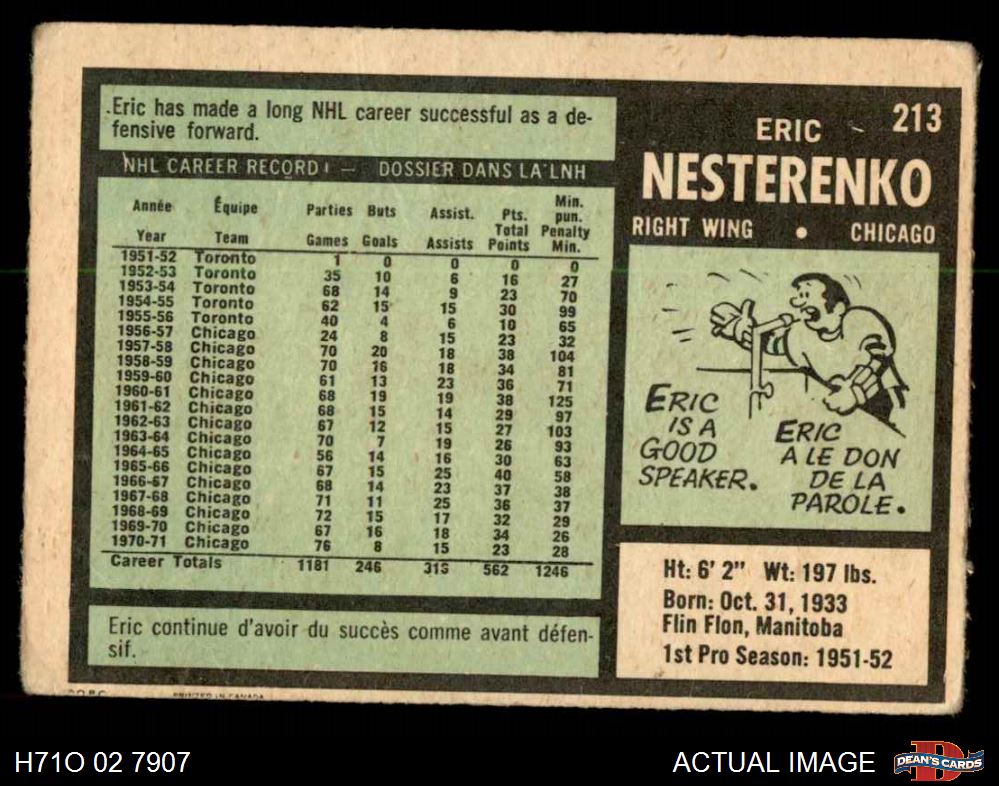 Eric has made a long NHL career successful as a de-
fensive forward.
NHL CAREER RECORD — DOSSIER DANS LA LNH
Année Équipe Parties Buts Assist. Pts. Min. pun.
Year Team Games Goals Assists Total Points Penalty Min.
1951-52 Toronto 1 0 0 0 0
1952-53 Toronto 35 10 6 16 27
1953-54 Toronto 68 14 9 23 70
1954-55 Toronto 62 15 15 30 99
1955-56 Toronto 40 4 6 10 65
1956-57 Chicago 24 8 15 23 32
1957-58 Chicago 70 20 18 38 104
1958-59 Chicago 70 16 18 34 81
1959-60 Chicago 61 13 23 36 71
1960-61 Chicago 68 19 19 38 125
1961-62 Chicago 68 15 14 29 97
1962-63 Chicago 67 12 15 27 103
1963-64 Chicago 70 7 19 26 93
1964-65 Chicago 56 14 16 30 63
1965-66 Chicago 67 15 25 40 58
1966-67 Chicago 68 14 23 37 38
1967-68 Chicago 71 11 25 36 37
1968-69 Chicago 72 15 17 32 29
1969-70 Chicago 67 16 18 34 26
1970-71 Chicago 76 8 15 23 28
Career Totals 1181 246 316 562 1246
Eric continue d'avoir du succès comme avant défen-
sif.
PRINTED IN CANADA
213
ERIC
NESTERENKO
RIGHT WING • CHICAGO
ERIC
IS A
GOOD
SPEAKER.
ERIC
A LE DON
DE LA
PAROLE.
Ht: 6' 2" Wt: 197 lbs.
Born: Oct. 31, 1933
Flin Flon, Manitoba
1st Pro Season: 1951-52
H71O 02 7907
ACTUAL IMAGE
DEAN'S CARDS